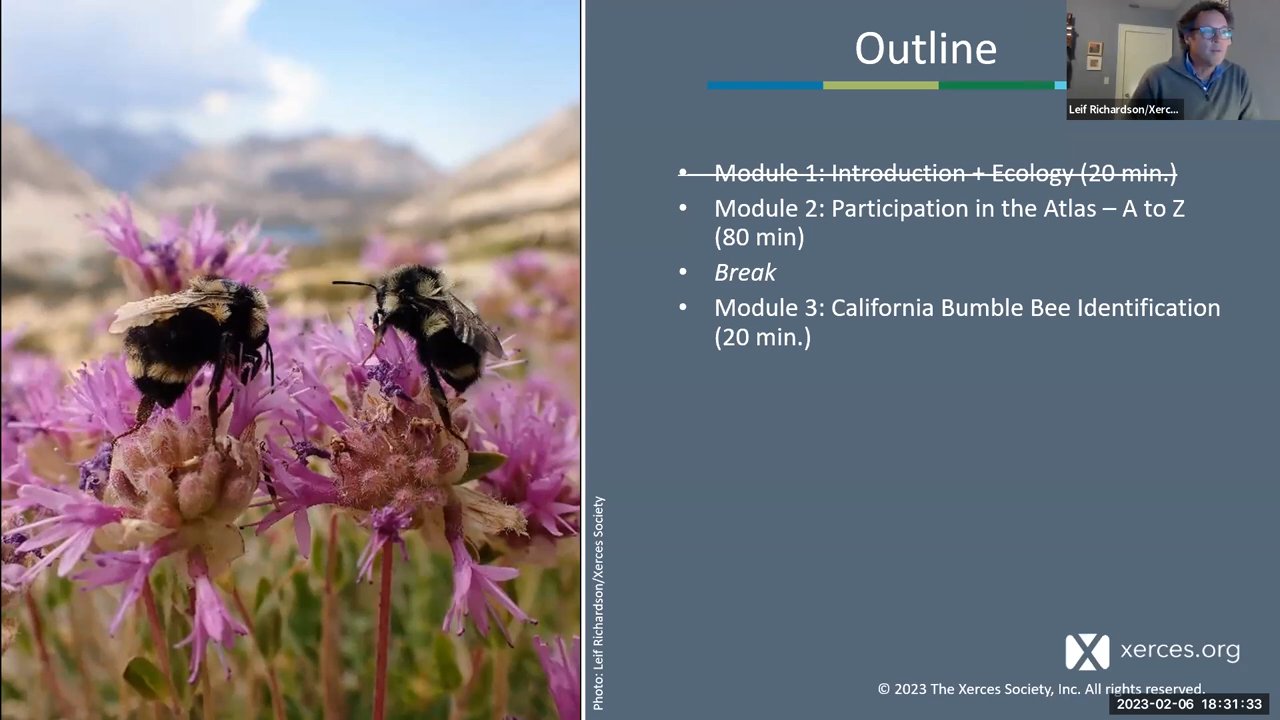 Outline
Leif Richardson/Xerc...
• Module 1: Introduction + Ecology (20 min.)
• Module 2: Participation in the Atlas – A to Z
(80 min)
• Break
• Module 3: California Bumble Bee Identification
(20 min.)
Photo: Leif Richardson/Xerces Society
xerces.org
© 2023 The Xerces Society, Inc. All rights reserved.
2023-02-06 18:31:33